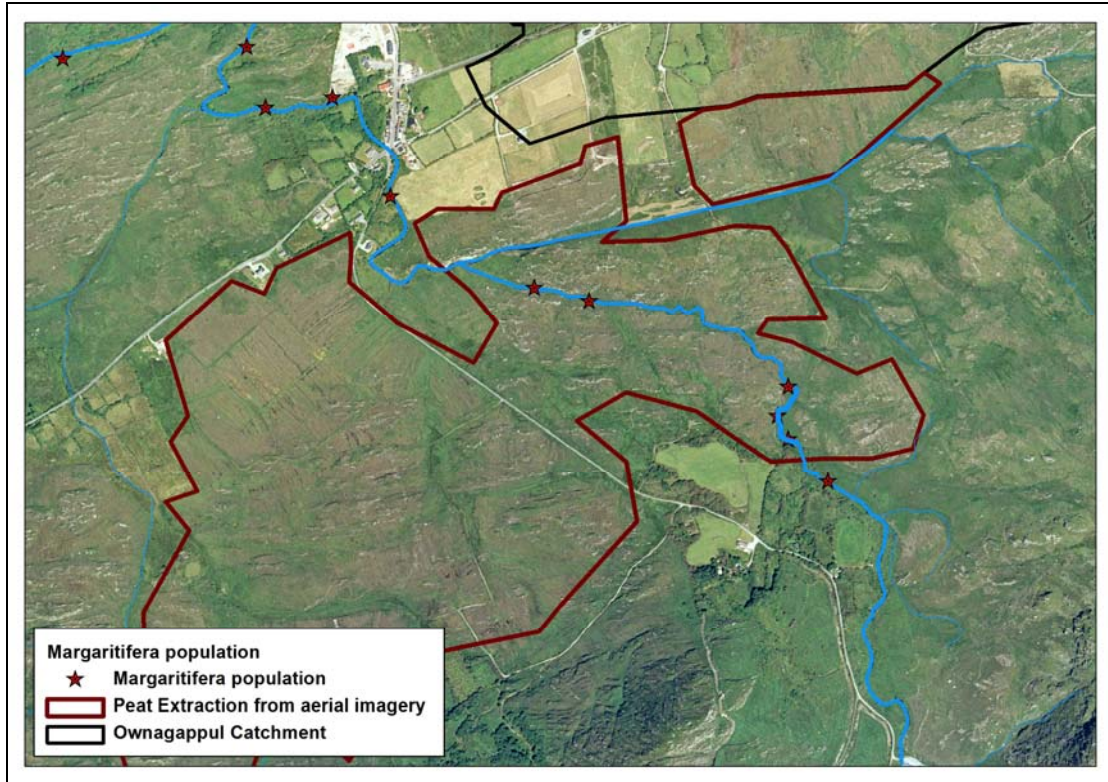 Margaritifera population
Margaritifera population
Peat Extraction from aerial imagery
Ownagappul Catchment